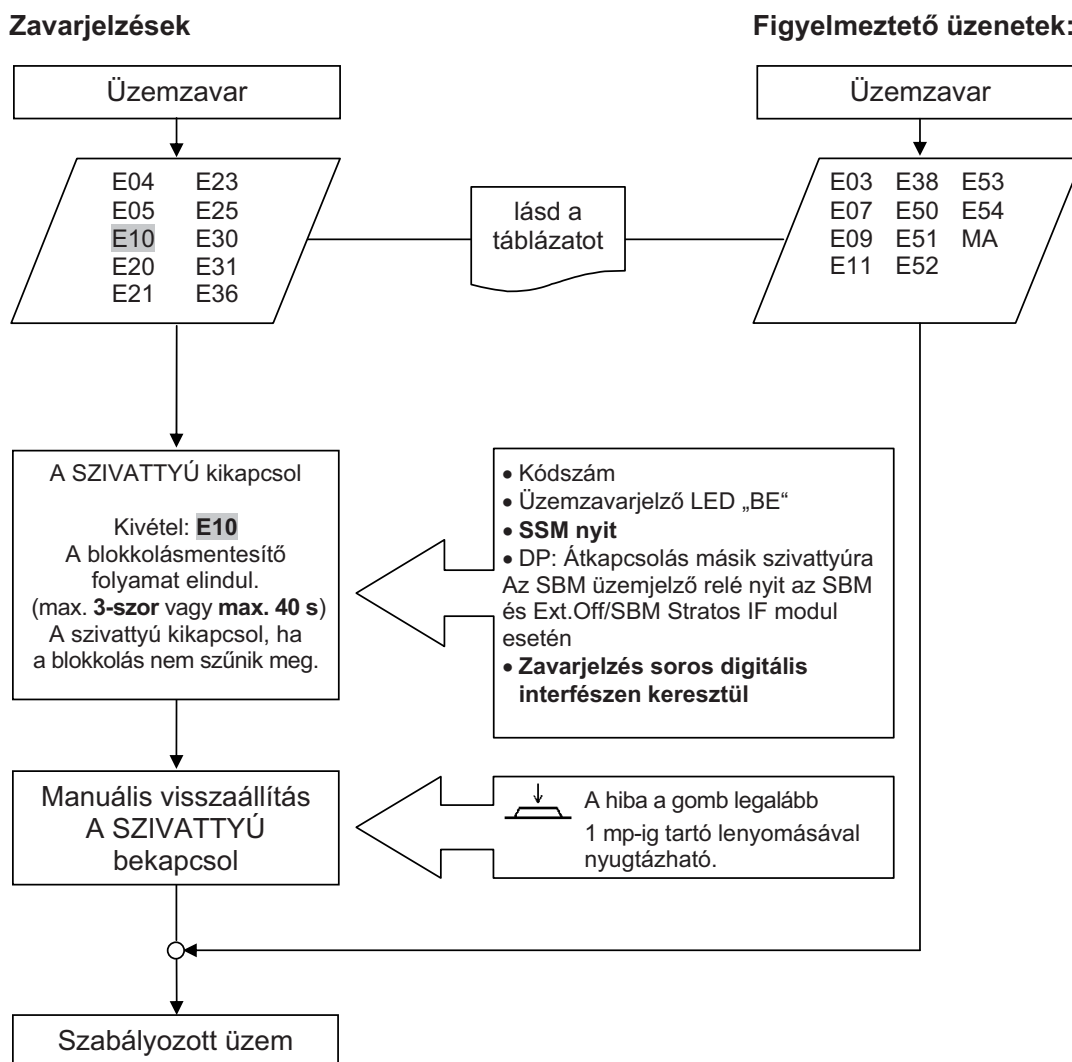 Zavarjelzések
Figyelmeztető üzenetek:
Üzemzavar
Üzemzavar
E04 E23
E05 E25
E10 E30
E20 E31
E21 E36
lásd a
táblázatot
E03 E38 E53
E07 E50 E54
E09 E51 MA
E11 E52
A SZIVATTYÚ kikapcsol
Kivétel: E10
A blokkolásmentesítő
folyamat elindul.
(max. 3-szor vagy max. 40 s)
A szivattyú kikapcsol, ha
a blokkolás nem szűnik meg.
• Kódszám
• Üzemzavarjelző LED „BE“
• SSM nyit
• DP: Átkapcsolás másik szivattyúra
Az SBM üzemjelző relé nyit az SBM
és Ext.Off/SBM Stratos IF modul
esetén
• Zavarjelzés soros digitális
interfészen keresztül
Manuális visszaállítás
A SZIVATTYÚ
bekapcsol
A hiba a gomb legalább
1 mp-ig tartó lenyomásával
nyugtázható.
Szabályozott üzem